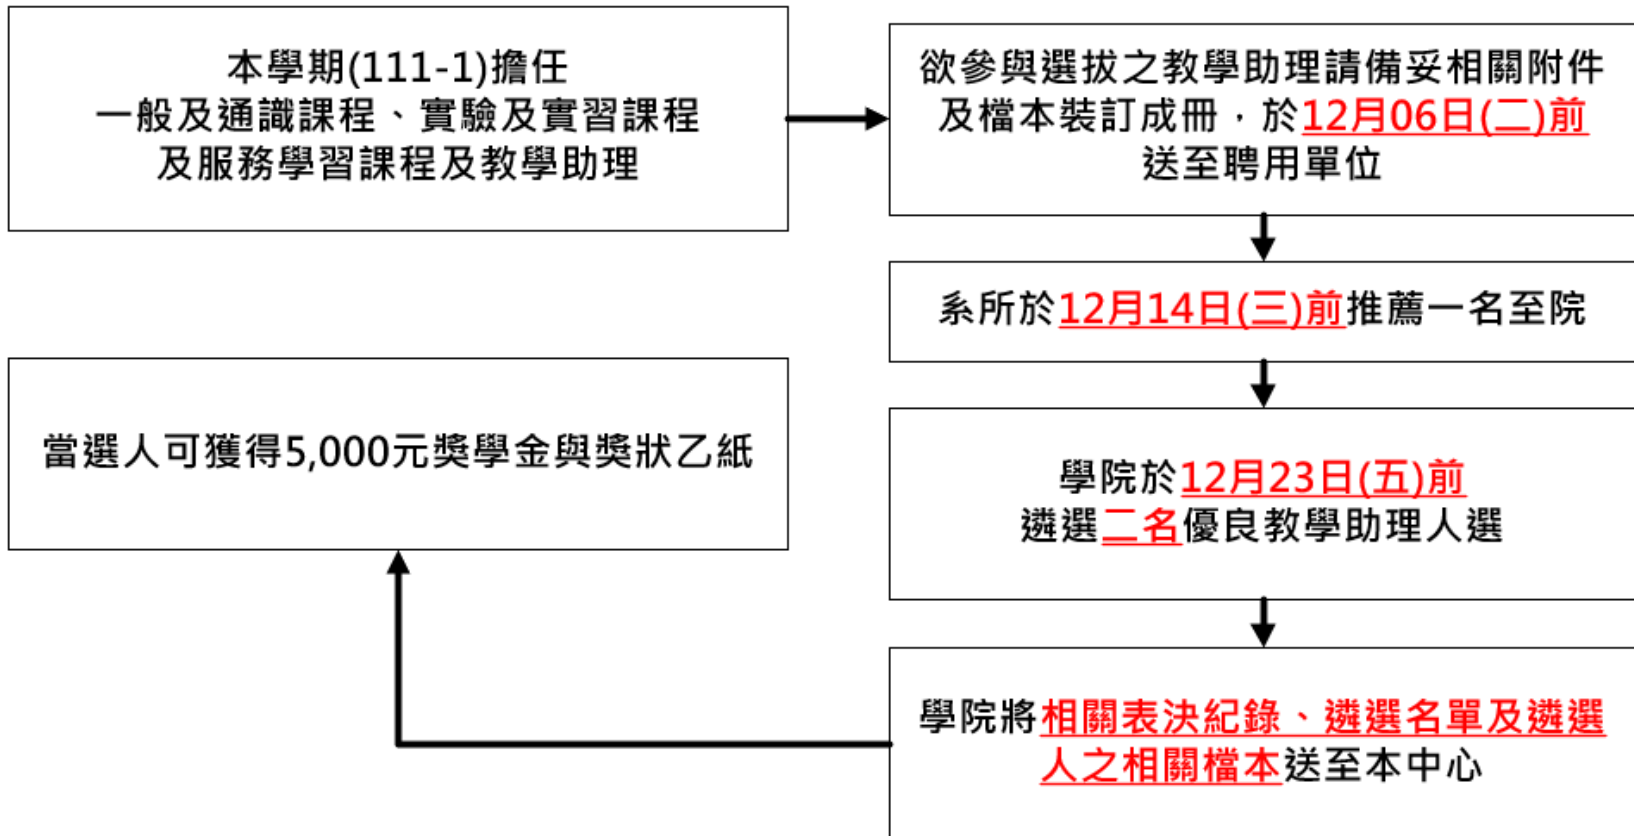 本學期(111-1)擔任
一般及通識課程、實驗及實習課程
及服務學習課程及教學助理
欲參與選拔之教學助理請備妥相關附件
及檔本裝訂成冊，於12月06日(二)前
送至聘用單位
系所於12月14日(三)前推薦一名至院
學院於12月23日(五)前
遴選二名優良教學助理人選
學院將相關表決紀錄、遴選名單及遴選
人之相關檔本送至本中心
當選人可獲得5,000元獎學金與獎狀乙紙